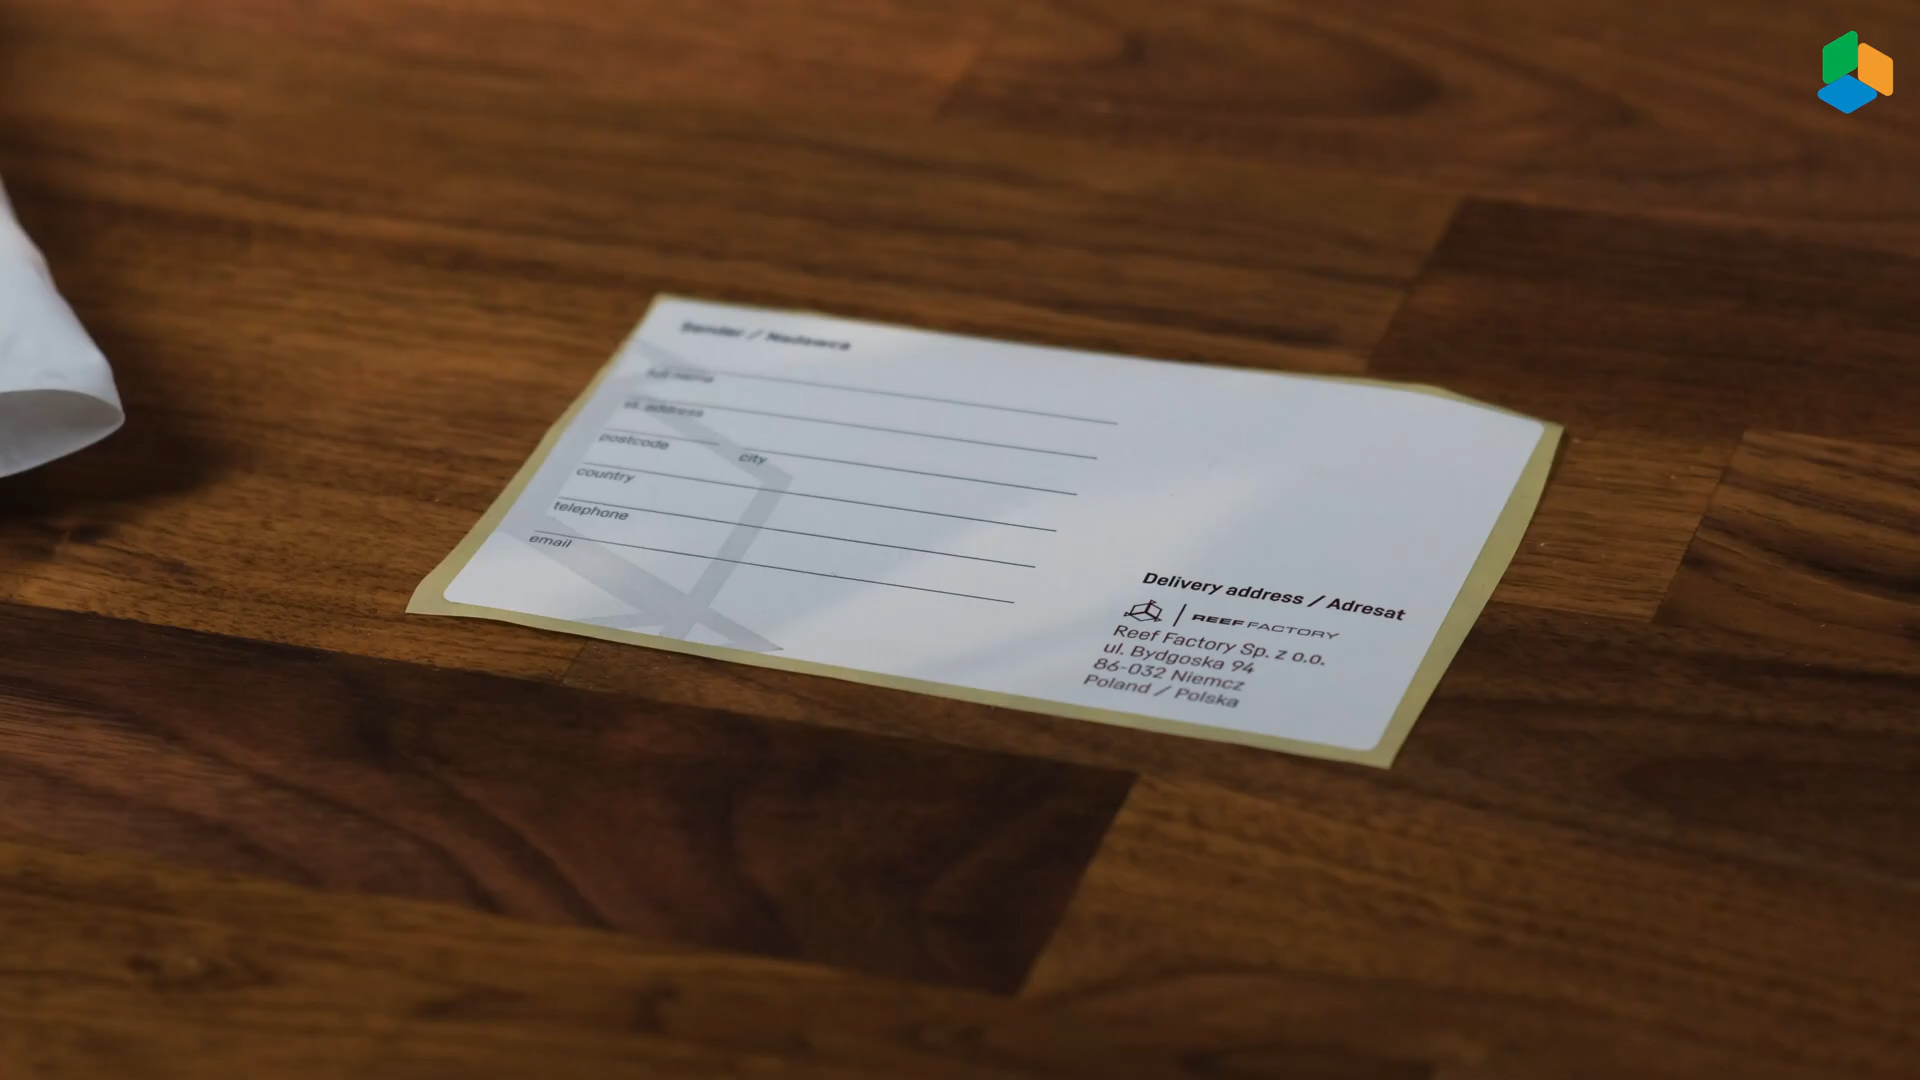 Sender / Nadawca
full name
st. address
postcode
city
country
telephone
email
Delivery address / Adresat
REEF FACTORY
Reef Factory Sp. z o.o.
ul. Bydgoska 94
86-032 Niemcz
Poland / Polska